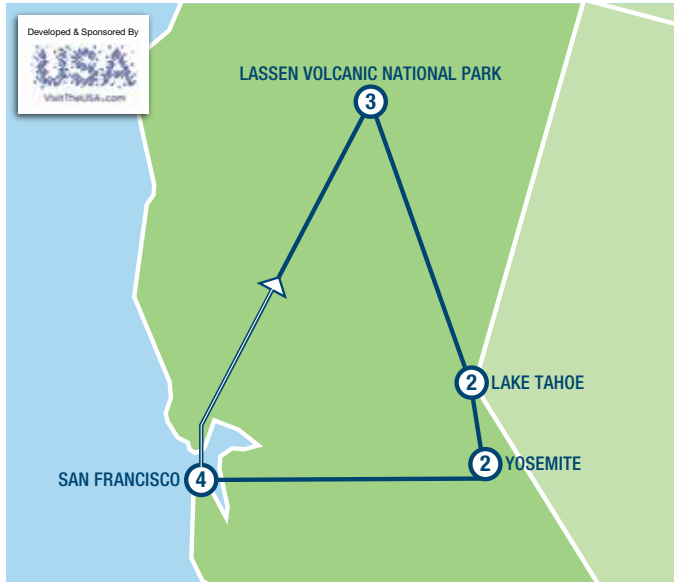 Developed & Sponsored By
USA
VisitTheUSA.com
LASSEN VOLCANIC NATIONAL PARK
3
2 LAKE TAHOE
2 YOSEMITE
SAN FRANCISCO 4